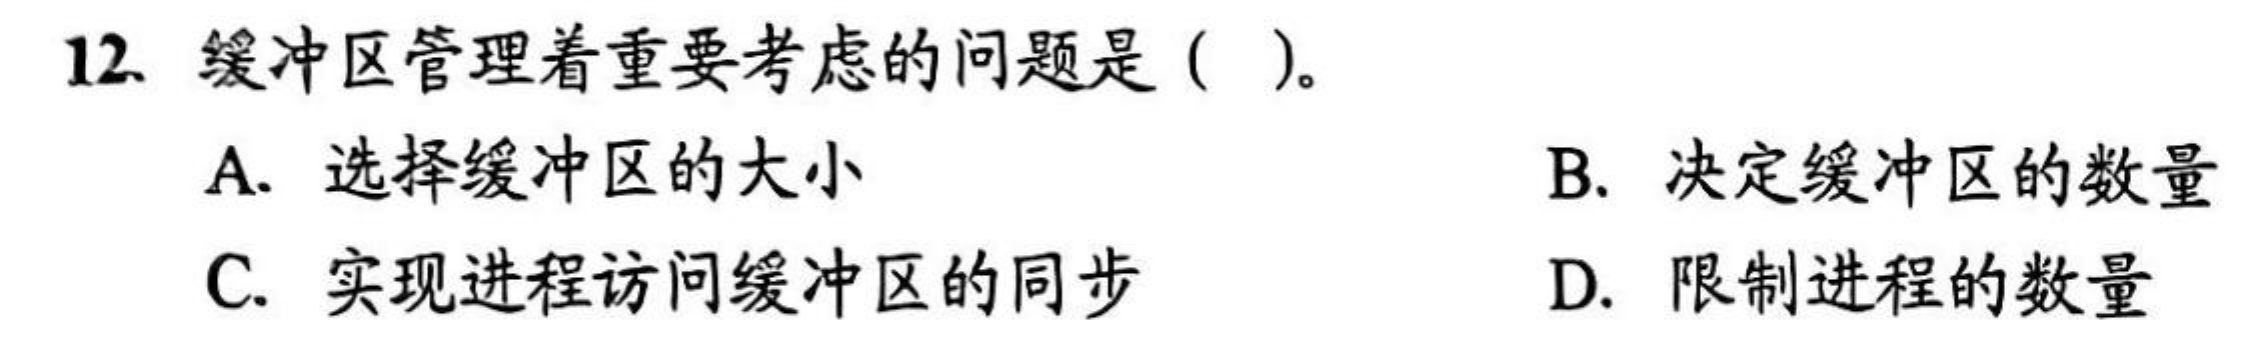 12. 缓冲区管理着重要考虑的问题是（ ）。
A. 选择缓冲区的大小 B. 决定缓冲区的数量
C. 实现进程访问缓冲区的同步 D. 限制进程的数量